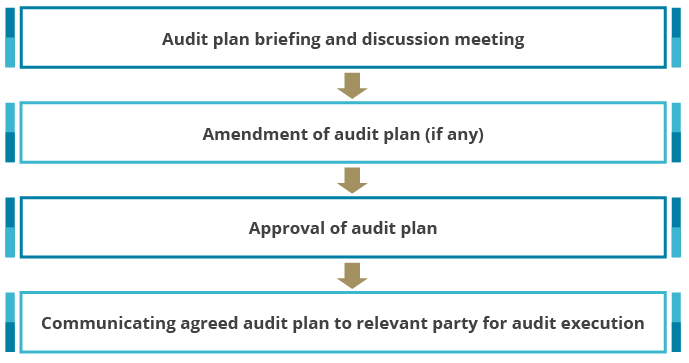 Audit plan briefing and discussion meeting
Amendment of audit plan (if any)
Approval of audit plan
Communicating agreed audit plan to relevant party for audit execution